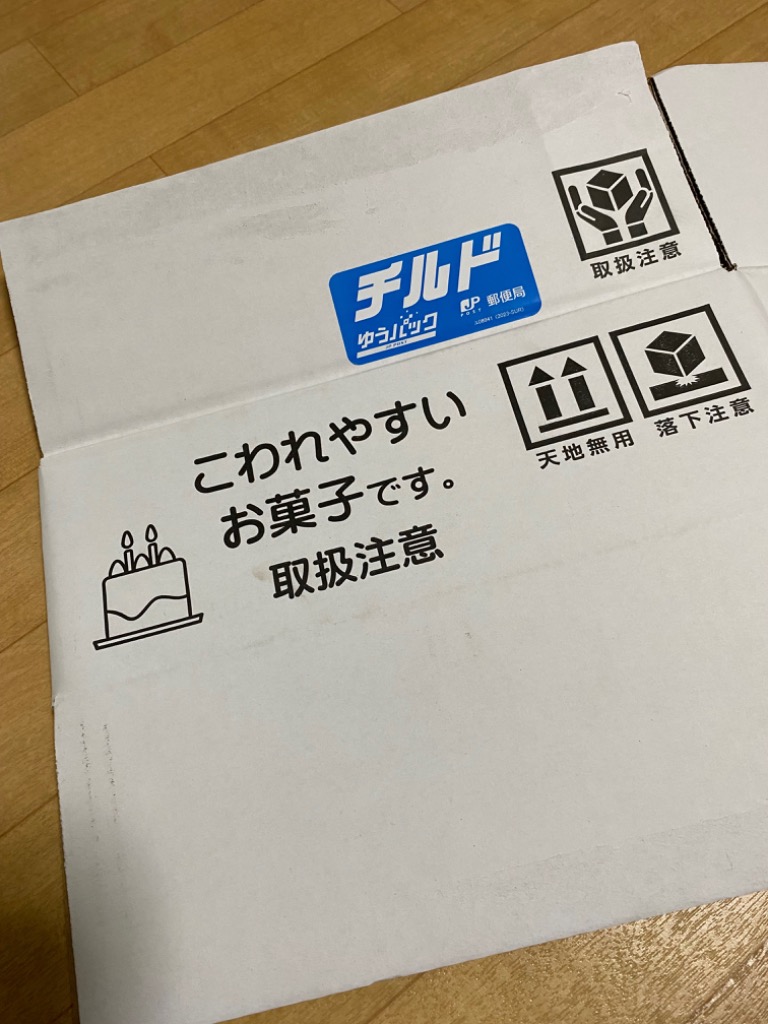 取扱注意
チルド
ゆうパック
JP POST 郵便局
天地無用
落下注意
こわれやすい
お菓子です。
取扱注意